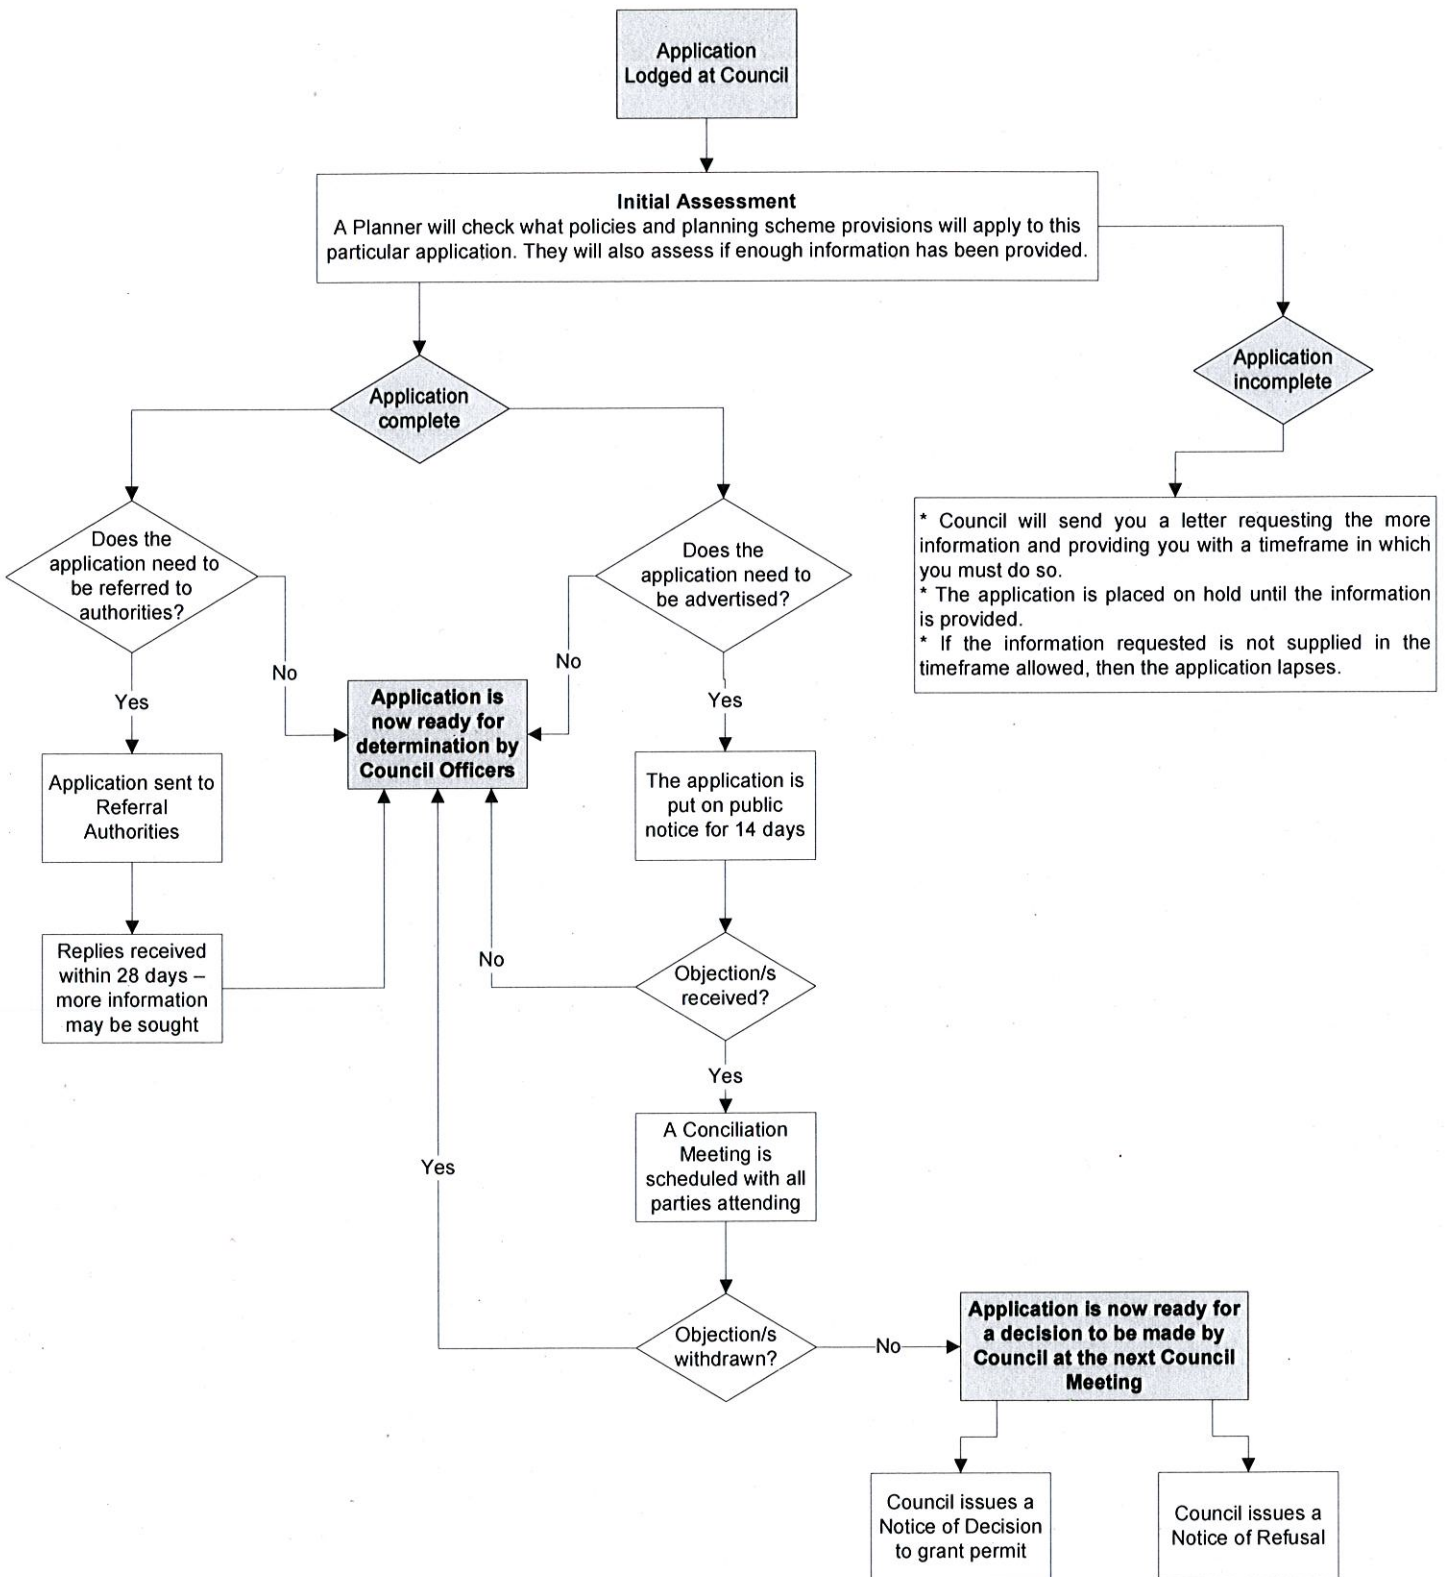 Application
Lodged at Council
Initial Assessment
A Planner will check what policies and planning scheme provisions will apply to this
particular application. They will also assess if enough information has been provided.
Application
complete
Application
incomplete
Does the
application need to
be referred to
authorities?
Does the
application need to
be advertised?
* Council will send you a letter requesting the more
information and providing you with a timeframe in which
you must do so.
* The application is placed on hold until the information
is provided.
* If the information requested is not supplied in the
timeframe allowed, then the application lapses.
No
No
Yes
Yes
Application is
now ready for
determination by
Council Officers
Application sent to
Referral
Authorities
The application is
put on public
notice for 14 days
Replies received
within 28 days –
more information
may be sought
No
Objection/s
received?
Yes
A Conciliation
Meeting is
scheduled with all
parties attending
Yes
Objection/s
withdrawn?
No
Application is now ready for
a decision to be made by
Council at the next Council
Meeting
Council issues a
Notice of Decision
to grant permit
Council issues a
Notice of Refusal